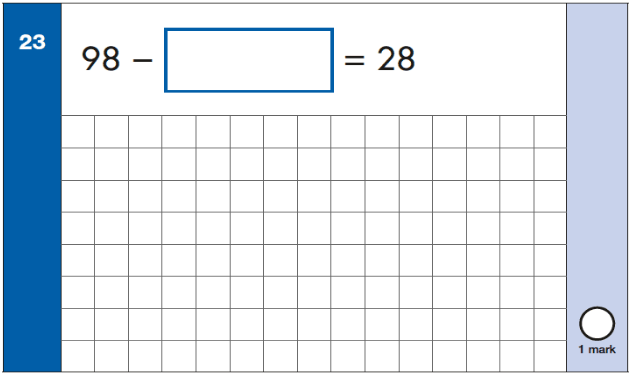 23
98 – = 28
1 mark